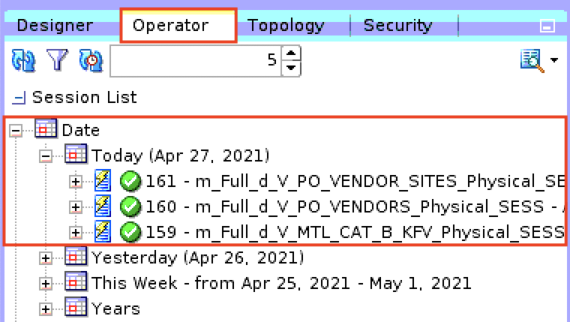 Designer Operator Topology Security
5
Session List
Date
Today (Apr 27, 2021)
161 - m_Full_d_V_PO_VENDOR_SITES_Physical_SE
160 - m_Full_d_V_PO_VENDORS_Physical_SESS - A
159 - m_Full_d_V_MTL_CAT_B_KFV_Physical_SESS
Yesterday (Apr 26, 2021)
This Week - from Apr 25, 2021 - May 1, 2021
Years